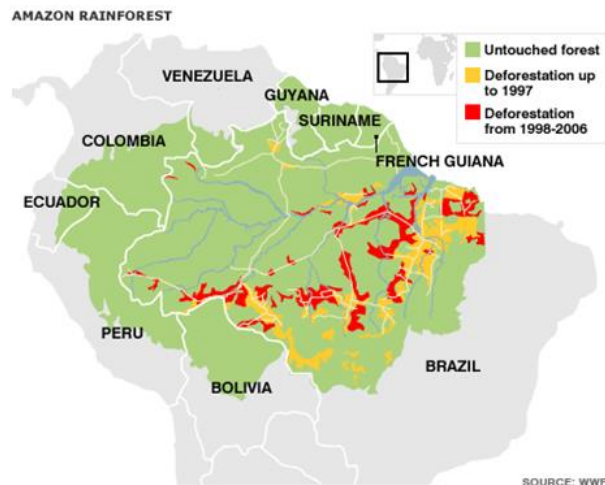 AMAZON RAINFOREST
Untouched forest
Deforestation up
to 1997
Deforestation
from 1998-2006
VENEZUELA
GUYANA
SURINAME
COLOMBIA
FRENCH GUIANA
ECUADOR
PERU
BRAZIL
BOLIVIA
SOURCE: WWF